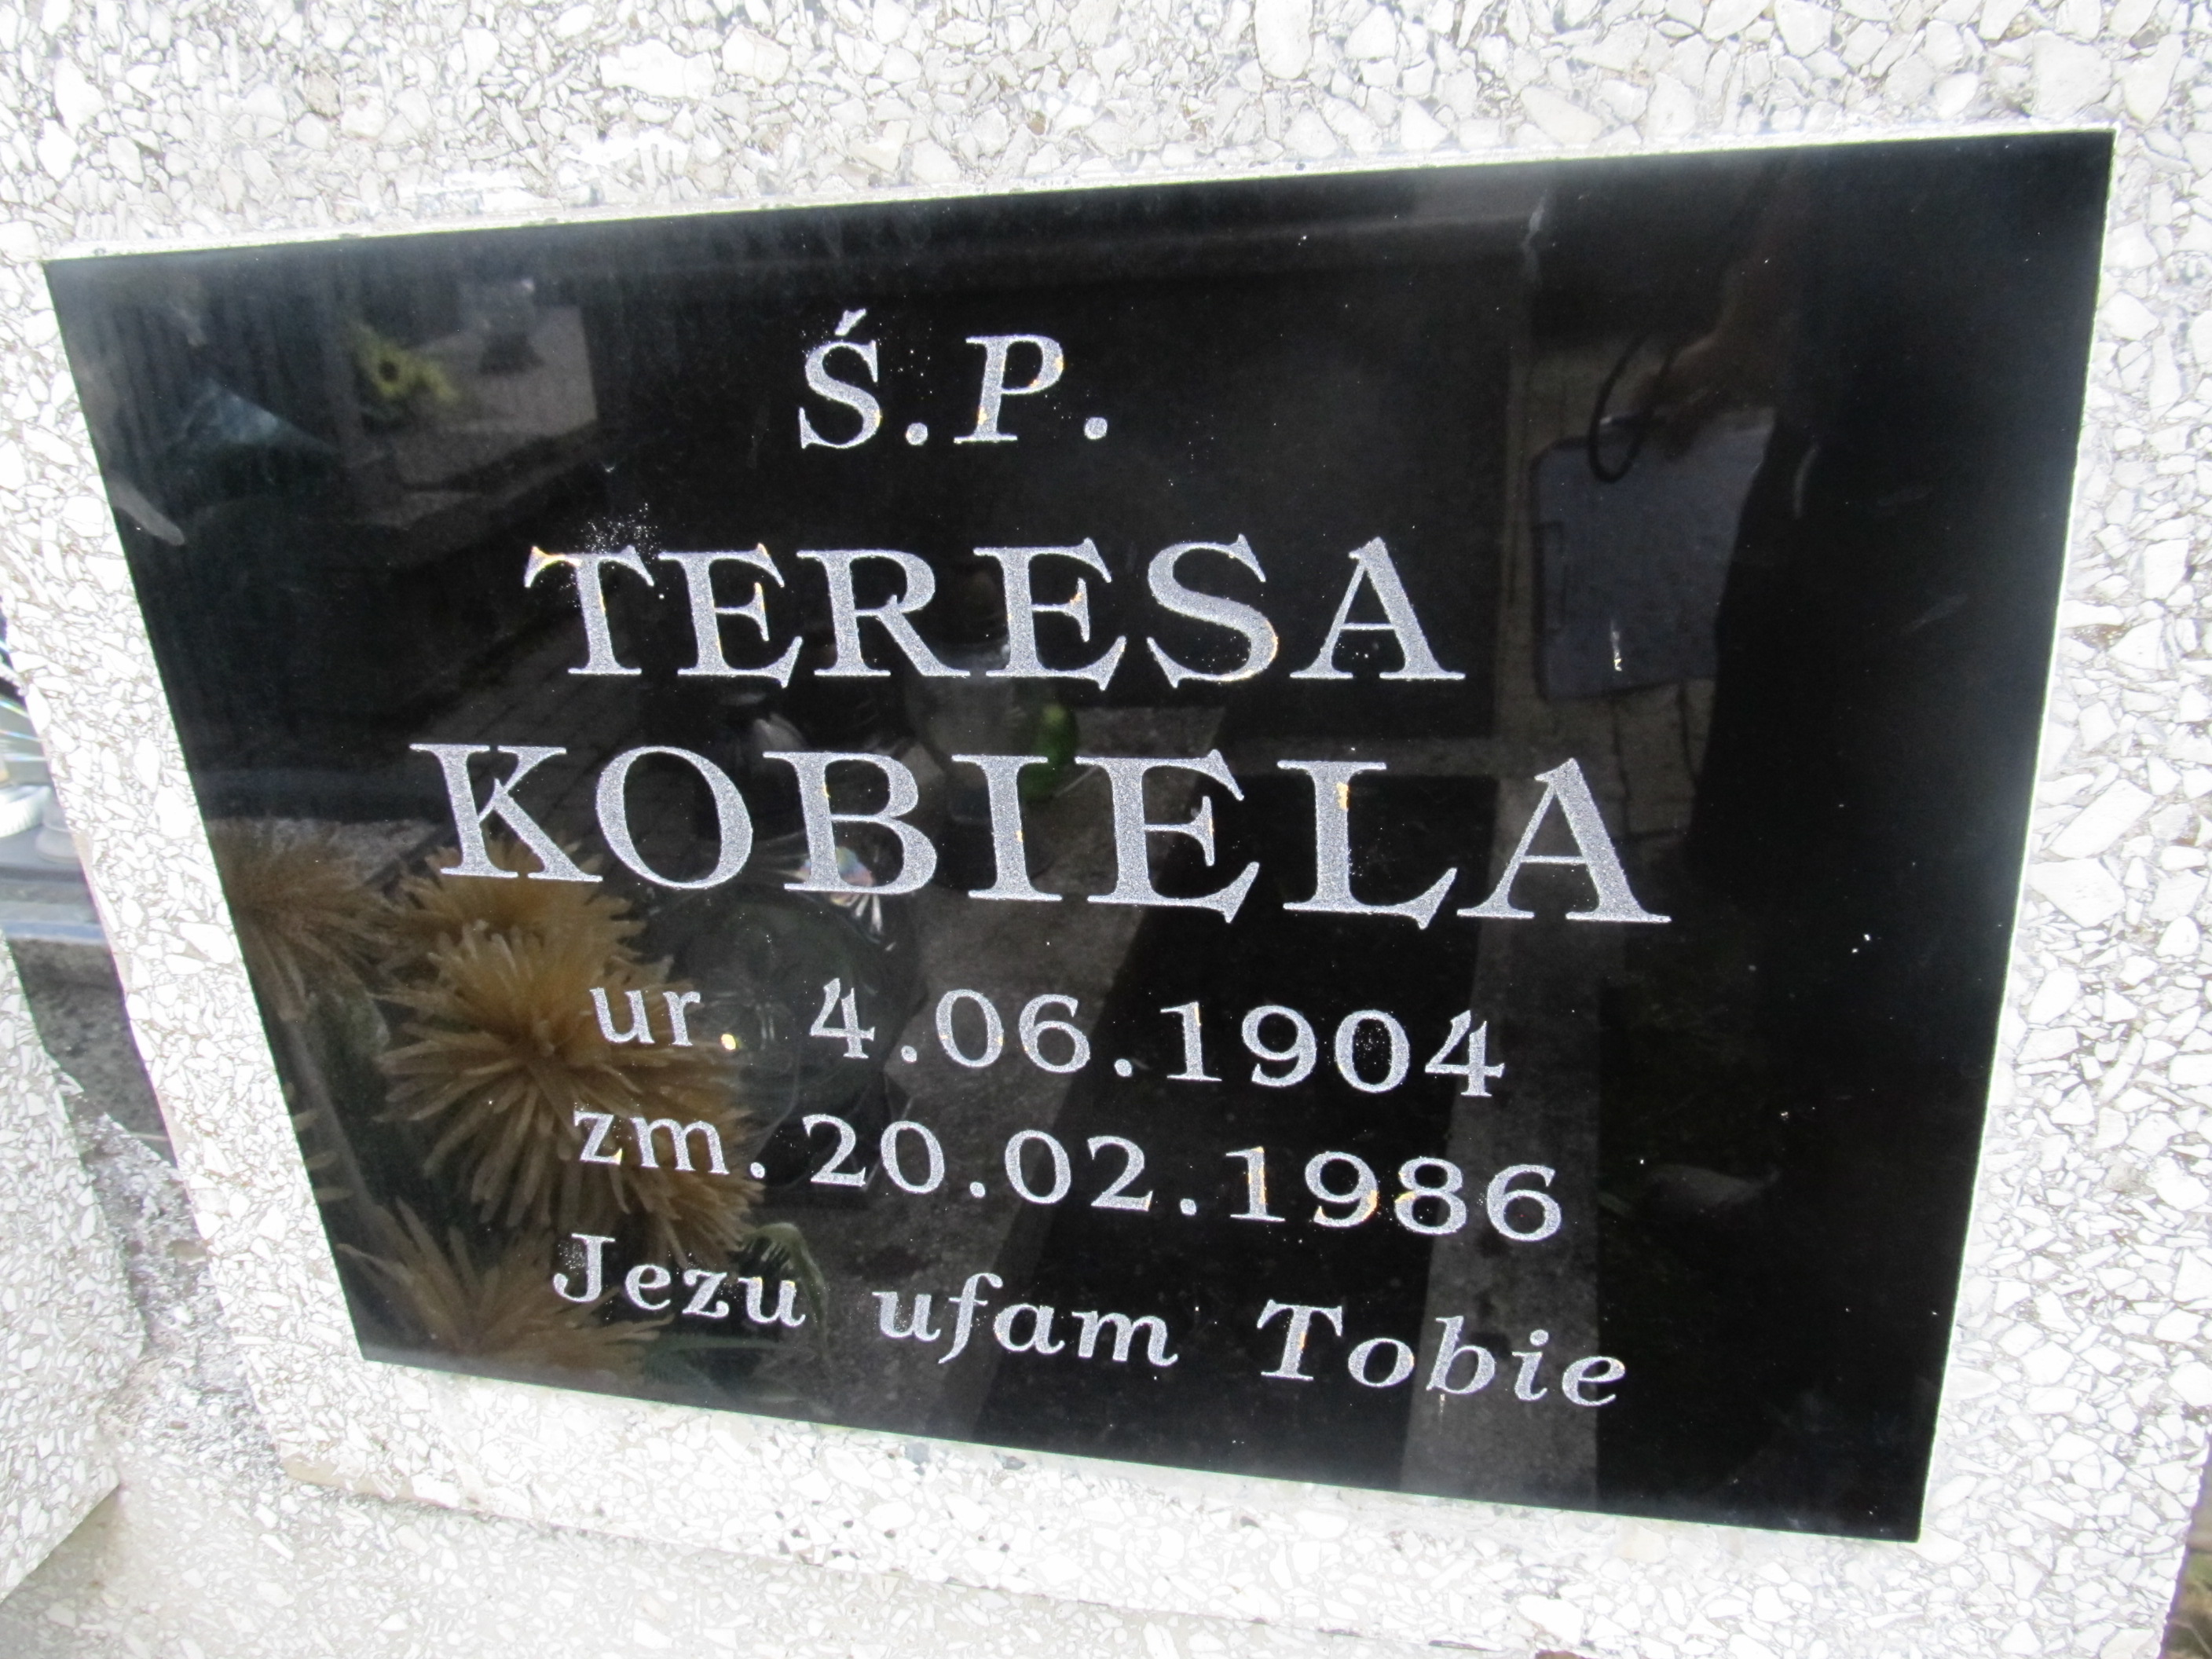 Ś.P.
TERESA
KOBIELA
ur. 4.06.1904
zm. 20.02.1986
Jezu ufam Tobie